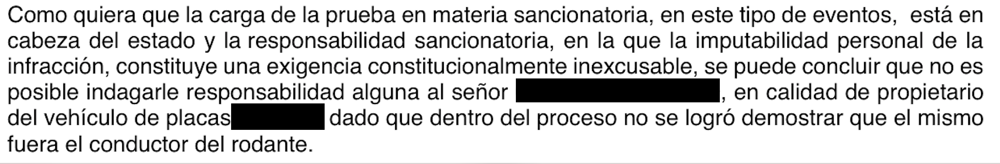 Como quiera que la carga de la prueba en materia sancionatoria, en este tipo de eventos,  está en
cabeza del estado y la responsabilidad sancionatoria, en la que la imputabilidad personal de la
infracción, constituye una exigencia constitucionalmente inexcusable, se puede concluir que no es
posible indagarle responsabilidad alguna al señor , en calidad de propietario
del vehículo de placas dado que dentro del proceso no se logró demostrar que el mismo
fuera el conductor del rodante.